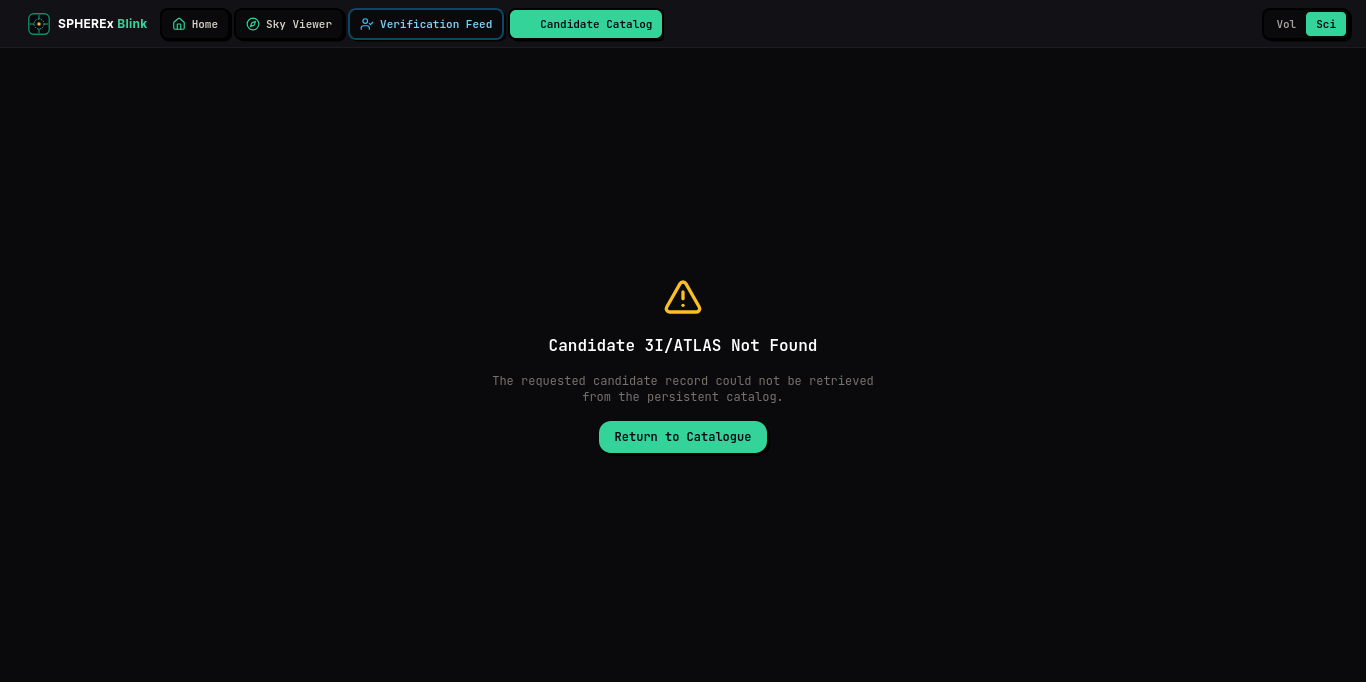 SPHEREx Blink
Home
Sky Viewer
Verification Feed
Candidate Catalog
Vol
Sci
Candidate 3I/ATLAS Not Found
The requested candidate record could not be retrieved
from the persistent catalog.
Return to Catalogue